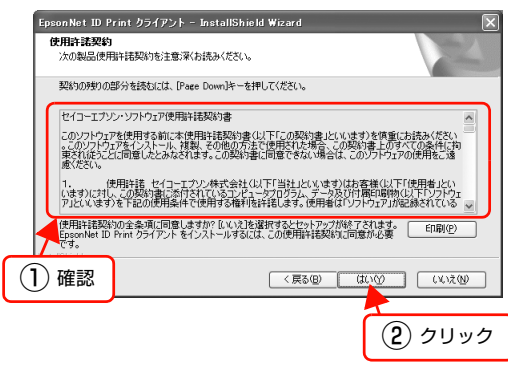 EpsonNet ID Print クライアント - InstallShield Wizard
使用許諾契約
次の製品使用許諾契約を注意深くお読みください。
契約の残りの部分を読むには、[Page Down]キーを押してください。
セイコーエプソン・ソフトウェア使用許諾契約書
このソフトウェアを使用する前に本使用許諾契約書(以下「この契約書」といいます)を慎重にお読みください
。このソフトウェアをインストール、複製、その他の方法で使用された場合、この契約書上のすべての条件に拘
束されることに同意したとみなされます。この契約書に同意できない場合は、このソフトウェアの使用をご遠
慮ください。
1. 使用許諾 セイコーエプソン株式会社(以下「当社」といいます)はお客様(以下「使用者」とい
います)に対し、この契約書に添付されているコンピュータプログラム、データ及び付属印刷物(以下「ソフトウェ
ア」といいます)を下記の使用条件で使用する権利を許諾します。使用者は「ソフトウェア」が記録されている
使用許諾契約の全条項に同意しますか? [いいえ]を選択するとセットアップが終了されます。
EpsonNet ID Print クライアント をインストールするには、この使用許諾契約に同意が必要
です。
印刷(P)
InstallShield
< 戻る(B)
はい(Y)
いいえ(N)
① 確認
② クリック